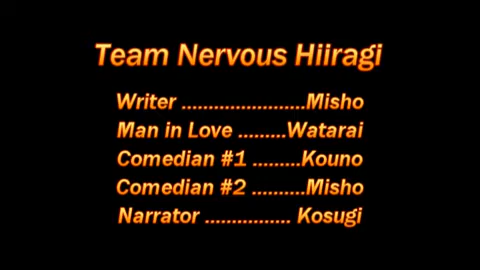 Team Nervous Hiiragi
Writer .......................Misho
Man in Love .........Watarai
Comedian #1 .........Kouno
Comedian #2 ..........Misho
Narrator ................ Kosugi